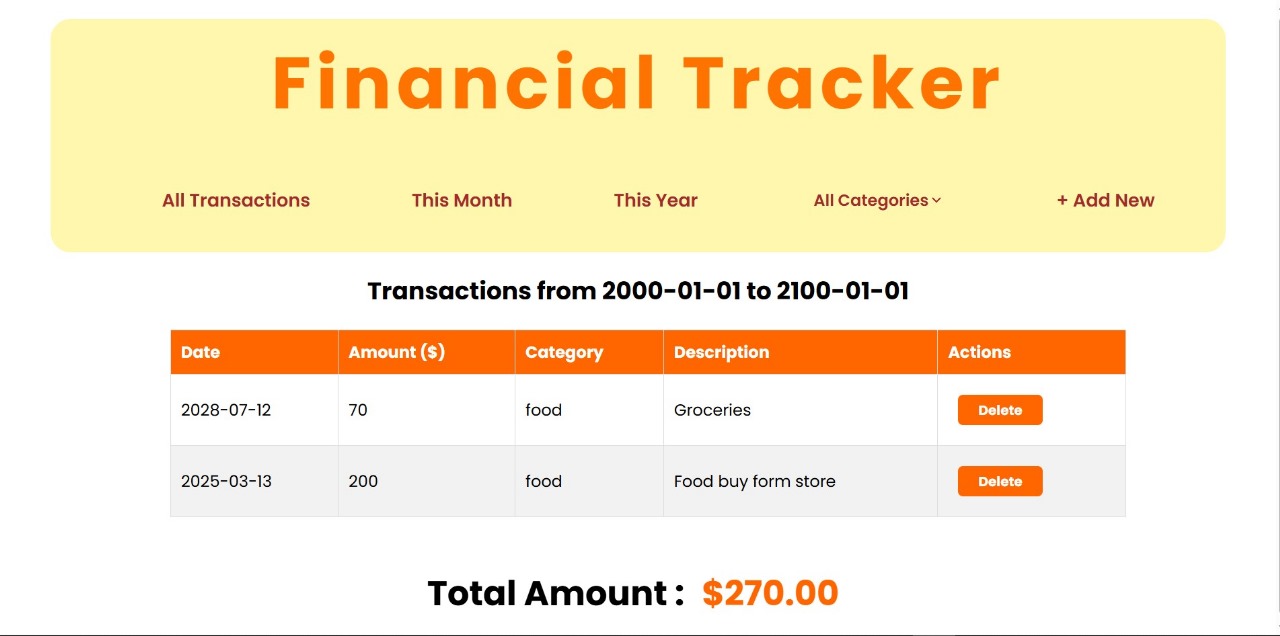 Financial Tracker
All Transactions This Month This Year All Categories + Add New
Transactions from 2000-01-01 to 2100-01-01
Date Amount ($) Category Description Actions
2028-07-12 70 food Groceries Delete
2025-03-13 200 food Food buy form store Delete
Total Amount : $270.00